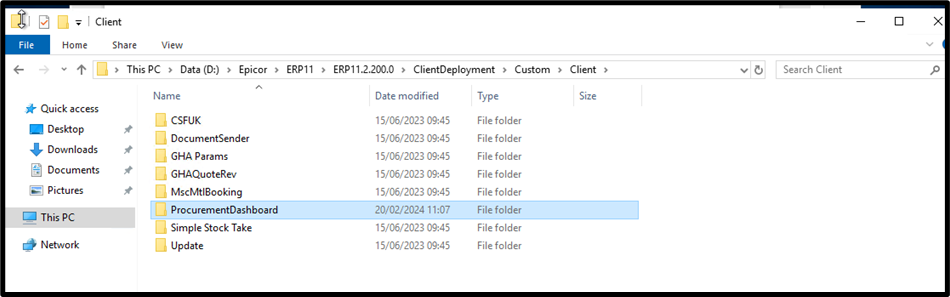 Client
File Home Share View
This PC Data (D:) Epicor ERP11 ERP11.2.200.0 ClientDeployment Custom Client Search Client
Name Date modified Type Size
Quick access
Desktop
Downloads
Documents
Pictures
This PC
Network
CSFUK 15/06/2023 09:45 File folder
DocumentSender 15/06/2023 09:45 File folder
GHA Params 15/06/2023 09:45 File folder
GHAQuoteRev 15/06/2023 09:45 File folder
MscMtlBooking 15/06/2023 09:45 File folder
ProcurementDashboard 20/02/2024 11:07 File folder
Simple Stock Take 15/06/2023 09:45 File folder
Update 15/06/2023 09:45 File folder